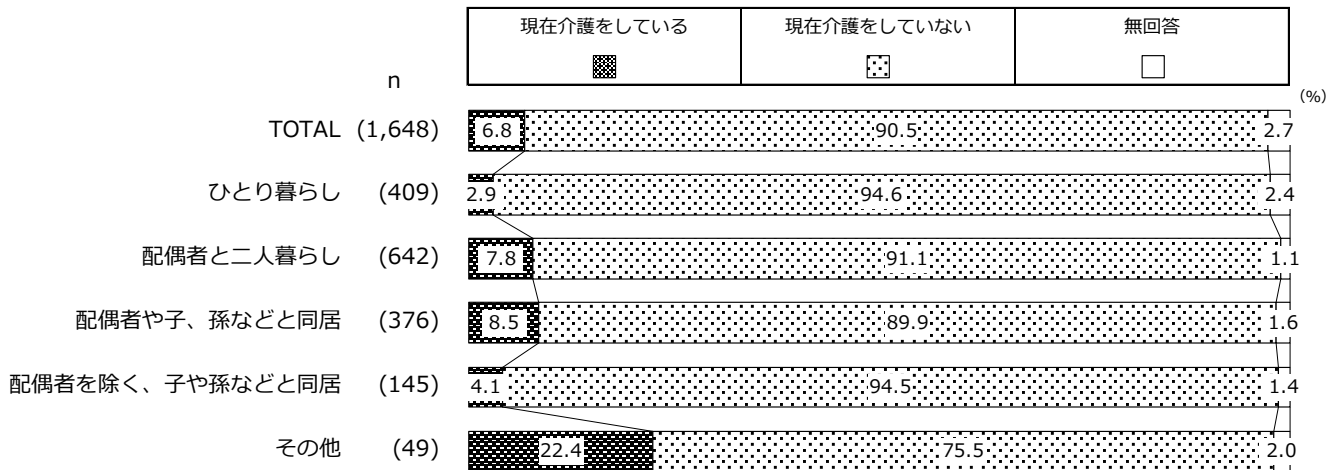 現在介護をしている 現在介護をしていない 無回答
n
(%)
TOTAL (1,648) 6.8 90.5 2.7
ひとり暮らし (409) 2.9 94.6 2.4
配偶者と二人暮らし (642) 7.8 91.1 1.1
配偶者や子、孫などと同居 (376) 8.5 89.9 1.6
配偶者を除く、子や孫などと同居 (145) 4.1 94.5 1.4
その他 (49) 22.4 75.5 2.0